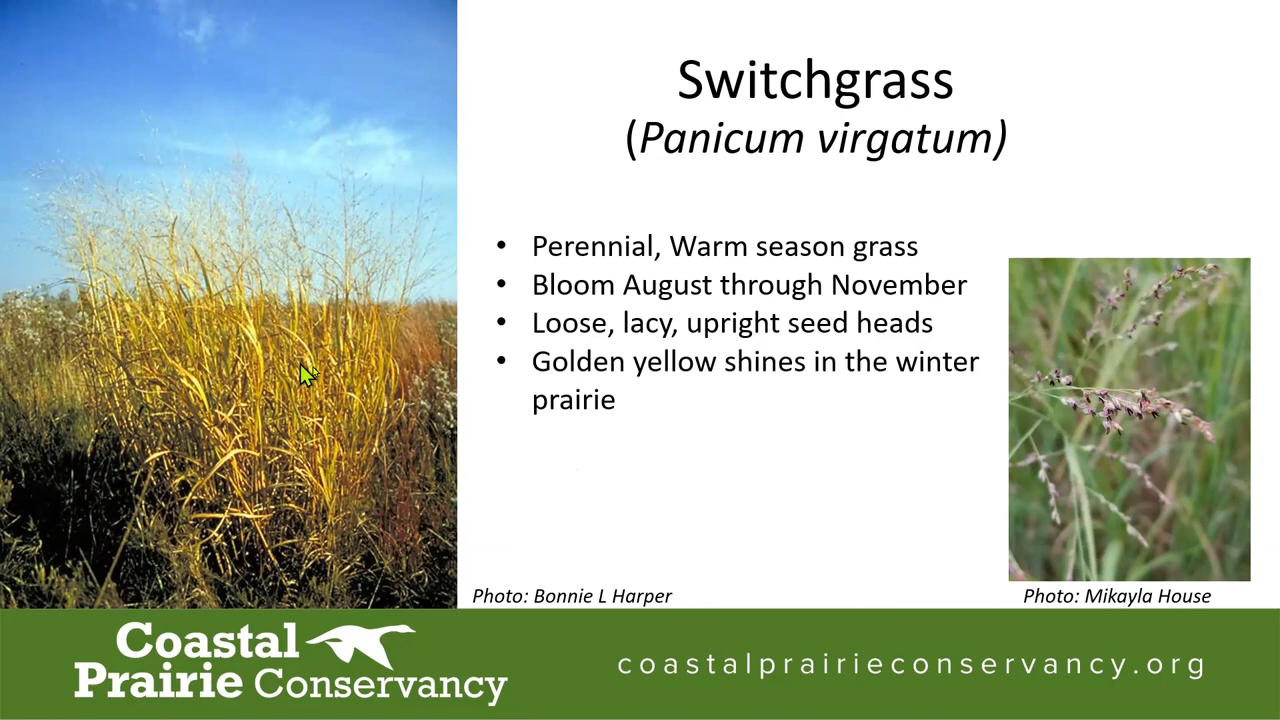 Switchgrass
(Panicum virgatum)
• Perennial, Warm season grass
• Bloom August through November
• Loose, lacy, upright seed heads
• Golden yellow shines in the winter
prairie
Photo: Bonnie L Harper
Photo: Mikayla House
Coastal
Prairie Conservancy
coastalprairieconservancy.org